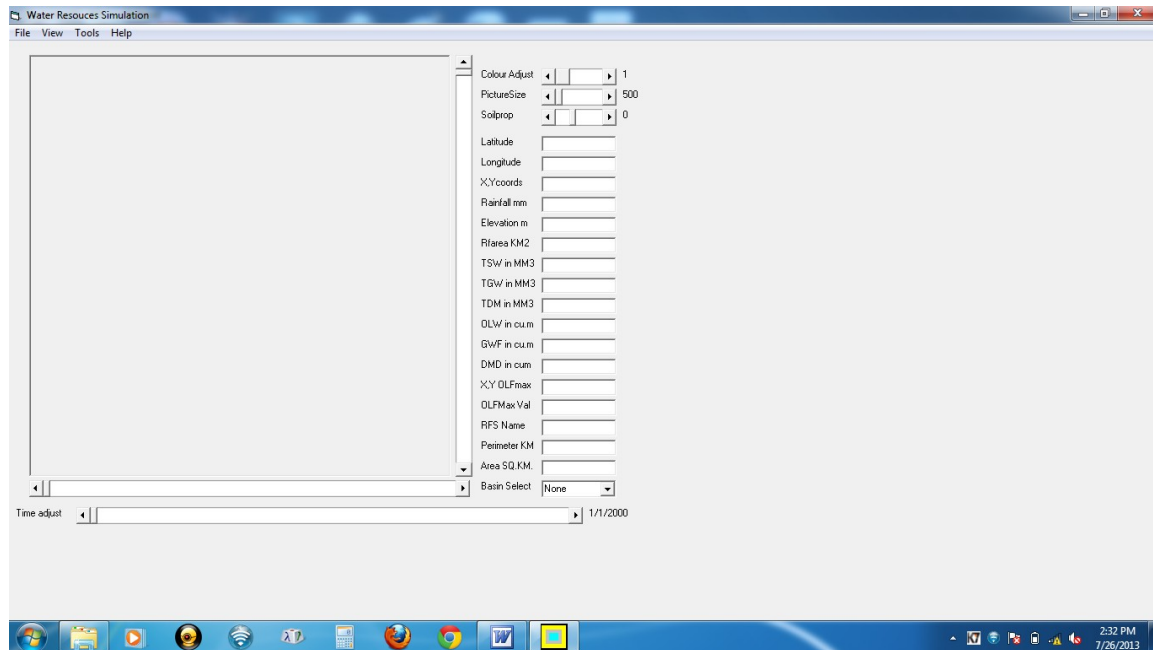 Water Resouces Simulation
File View Tools Help
Colour Adjust 1
PictureSize 500
Soilprop 0
Latitude
Longitude
X,Ycoords
Rainfall mm
Elevation m
Rfarea KM2
TSW in MM3
TGW in MM3
TDM in MM3
OLW in cu.m
GWF in cu.m
DMD in cum
X,Y OLFmax
OLFMax Val
RFS Name
Perimeter KM
Area SQ.KM.
Basin Select None
Time adjust 1/1/2000
2:32 PM
7/26/2013